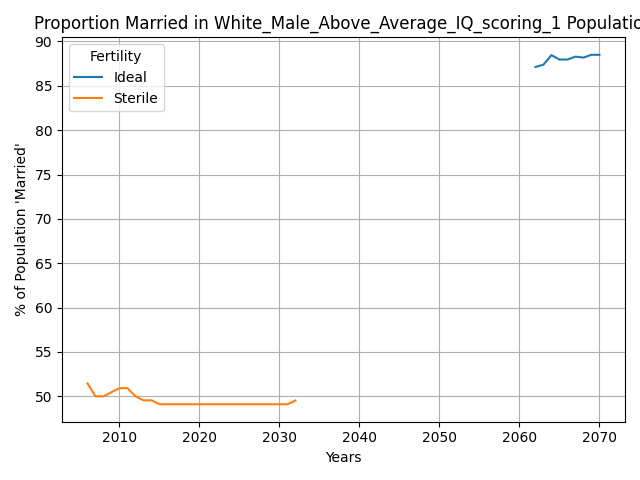 Proportion Married in White_Male_Above_Average_IQ_scoring_1 Populatio
Fertility
Ideal
Sterile
% of Population 'Married'
90
85
80
75
70
65
60
55
50
2010 2020 2030 2040 2050 2060 2070
Years